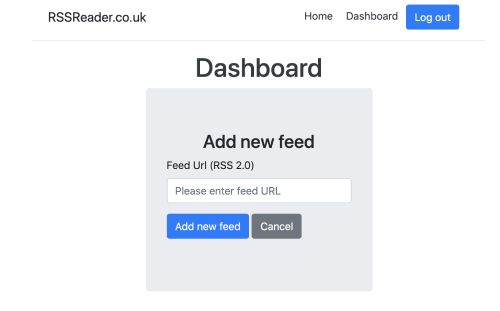 RSSReader.co.uk Home Dashboard Log out
Dashboard
Add new feed
Feed Url (RSS 2.0)
Please enter feed URL
Add new feed Cancel